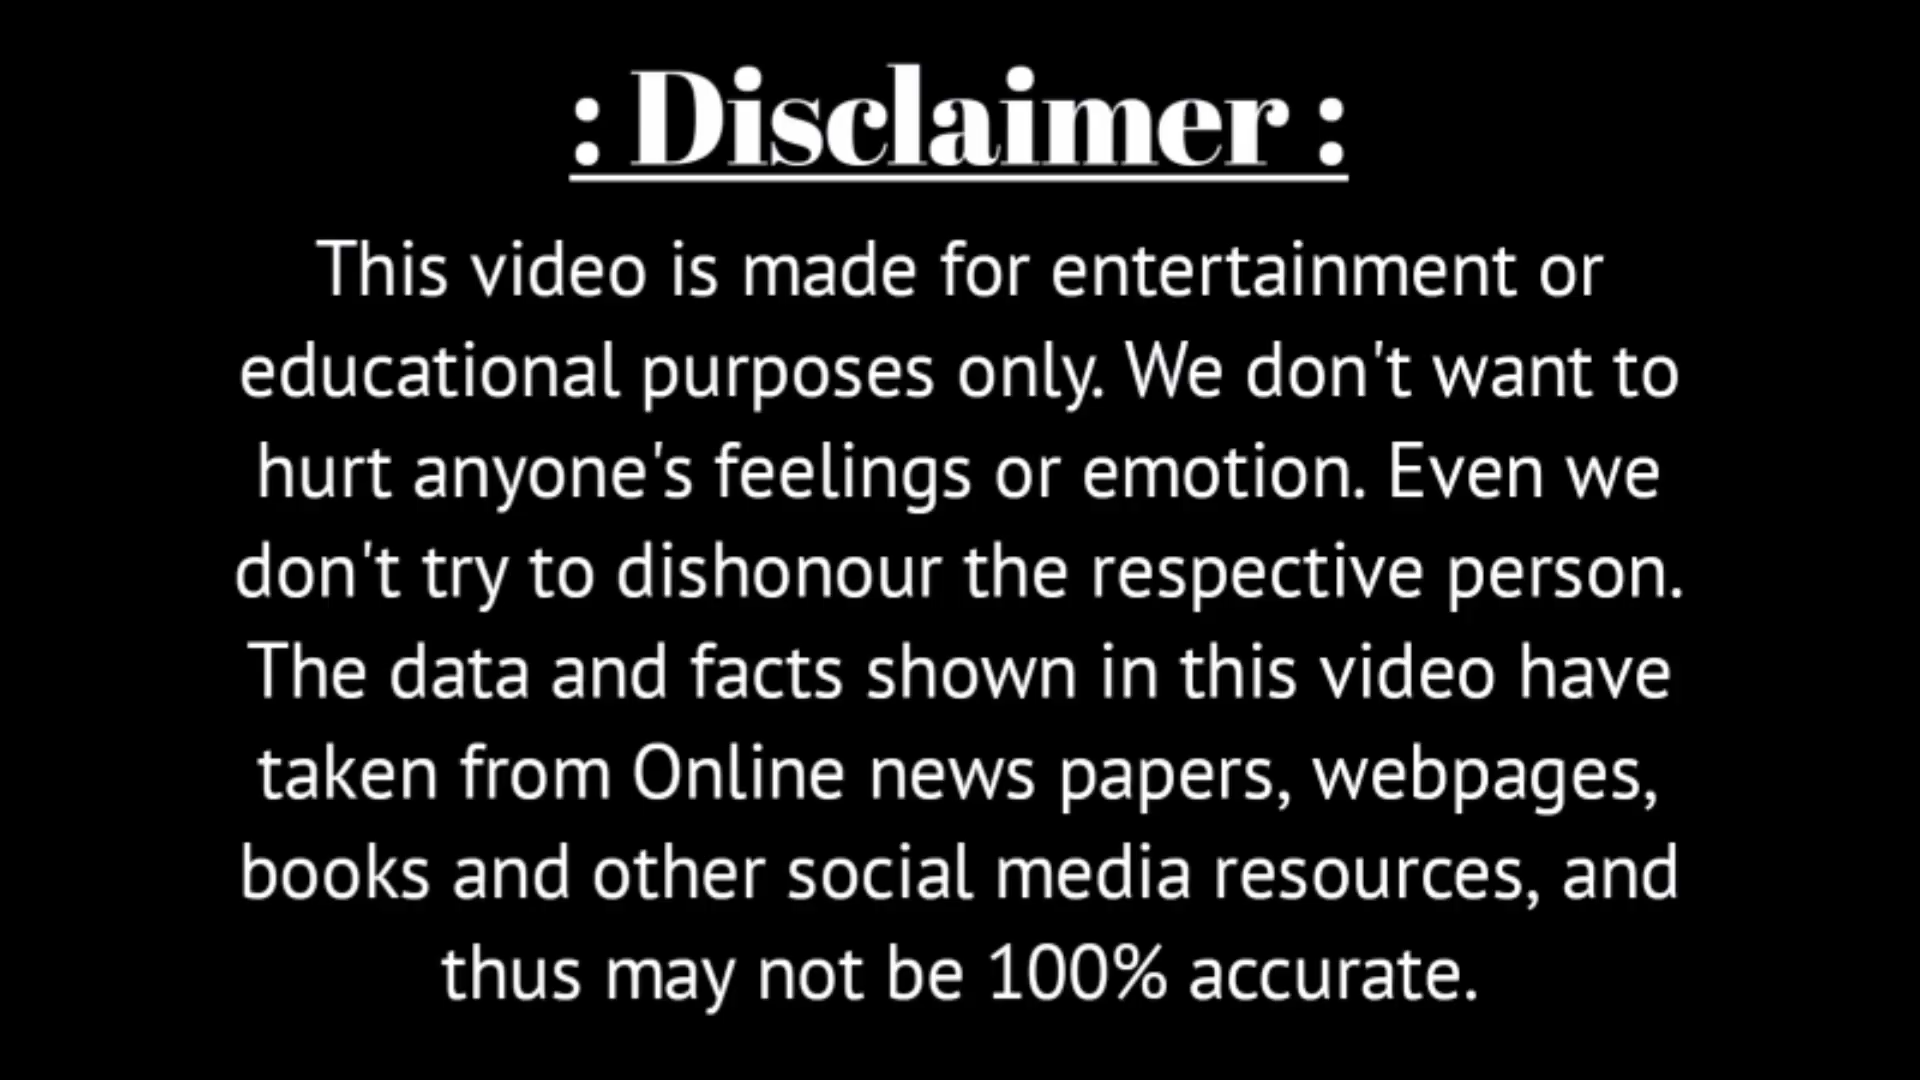 : Disclaimer :
This video is made for entertainment or
educational purposes only. We don't want to
hurt anyone's feelings or emotion. Even we
don't try to dishonour the respective person.
The data and facts shown in this video have
taken from Online news papers, webpages,
books and other social media resources, and
thus may not be 100% accurate.